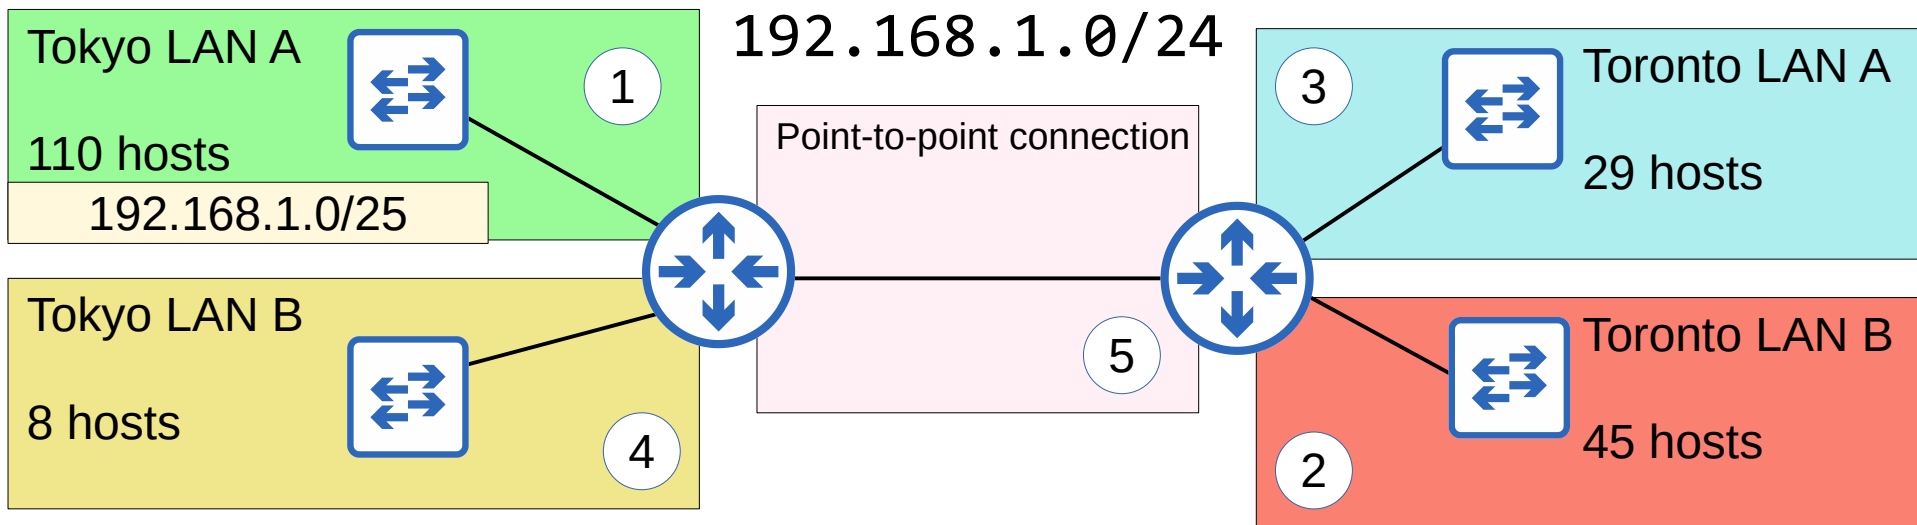 192.168.1.0/24
Tokyo LAN A
110 hosts
192.168.1.0/25
1
Tokyo LAN B
8 hosts
4
Point-to-point connection
5
3
Toronto LAN A
29 hosts
Toronto LAN B
45 hosts
2